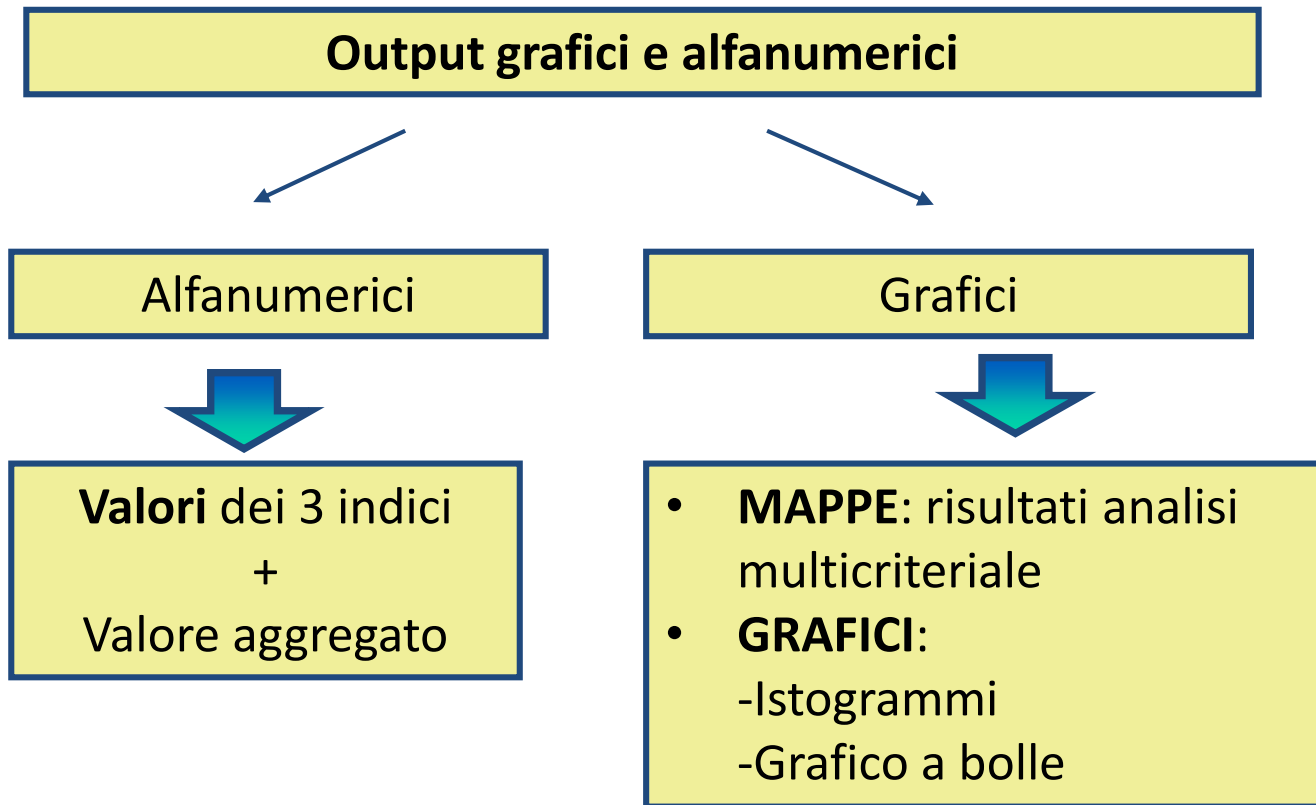 Output grafici e alfanumerici
Alfanumerici
Grafici
Valori dei 3 indici
+
Valore aggregato
• MAPPE: risultati analisi
multicriteriale
• GRAFICI:
-Istogrammi
-Grafico a bolle